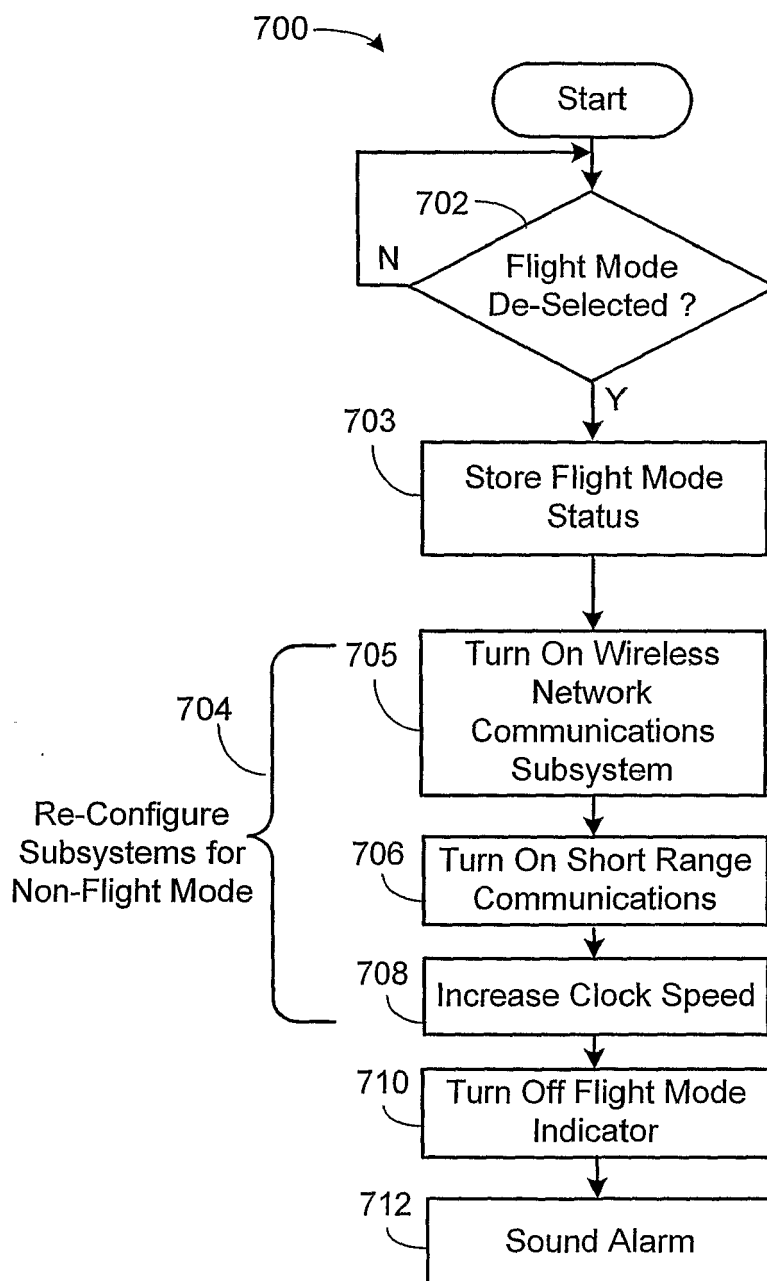 700
Start
702
N
Flight Mode
De-Selected ?
Y
703
Store Flight Mode
Status
704
Re-Configure
Subsystems for
Non-Flight Mode
705
Turn On Wireless
Network
Communications
Subsystem
706
Turn On Short Range
Communications
708
Increase Clock Speed
710
Turn Off Flight Mode
Indicator
712
Sound Alarm